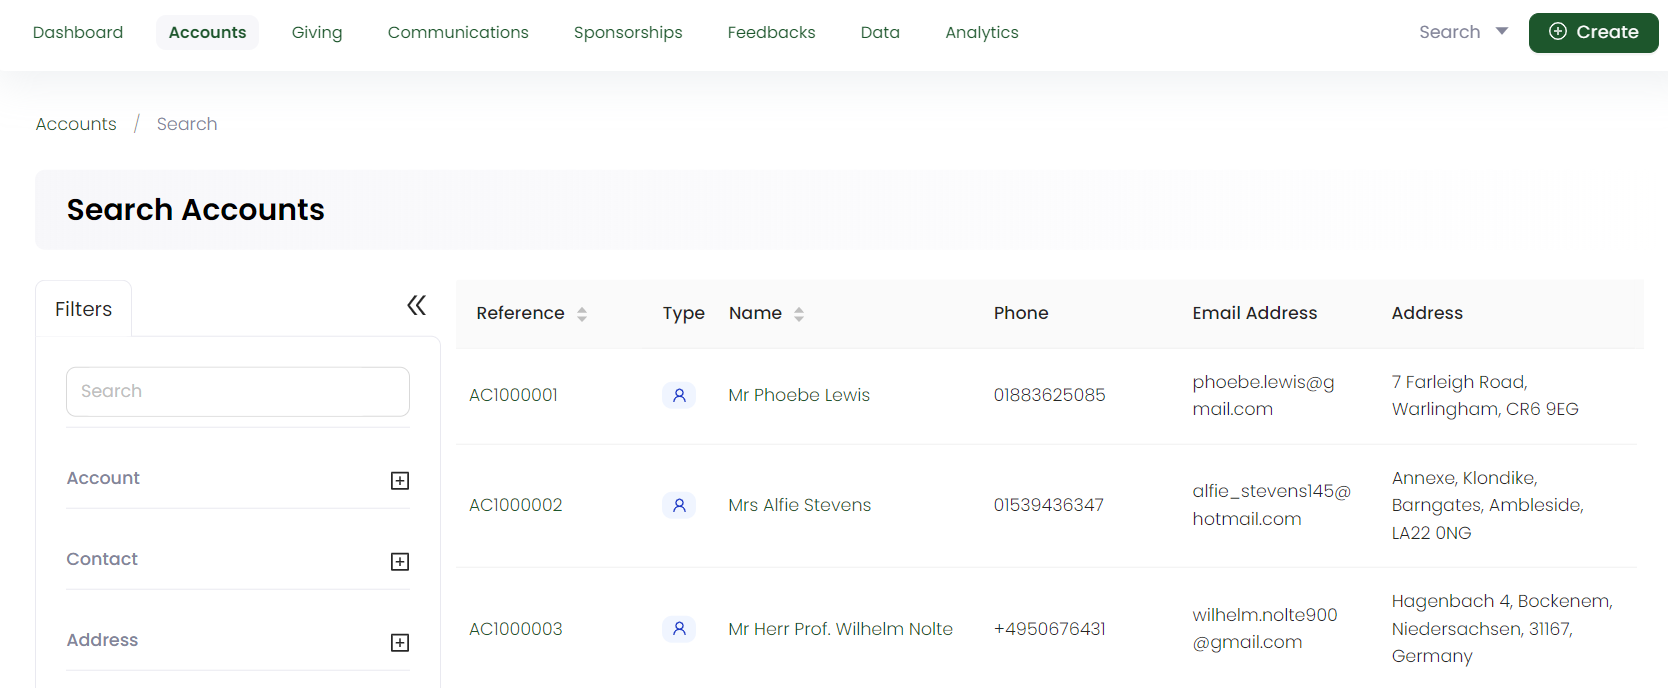 Dashboard Accounts Giving Communications Sponsorships Feedbacks Data Analytics Search Create
Accounts / Search
Search Accounts
Filters
Search
Account
Contact
Address
Reference Type Name Phone Email Address Address
AC1000001 Mr Phoebe Lewis 01883625085 phoebe.lewis@g 7 Farleigh Road,
mail.com Warlingham, CR6 9EG
AC1000002 Mrs Alfie Stevens 01539436347 alfie_stevens145@ Annexe, Klondike,
hotmail.com Barngates, Ambleside,
LA22 0NG
AC1000003 Mr Herr Prof. Wilhelm Nolte +4950676431 wilhelm.nolte900 Hagenbach 4, Bockenem,
@gmail.com Niedersachsen, 31167,
Germany